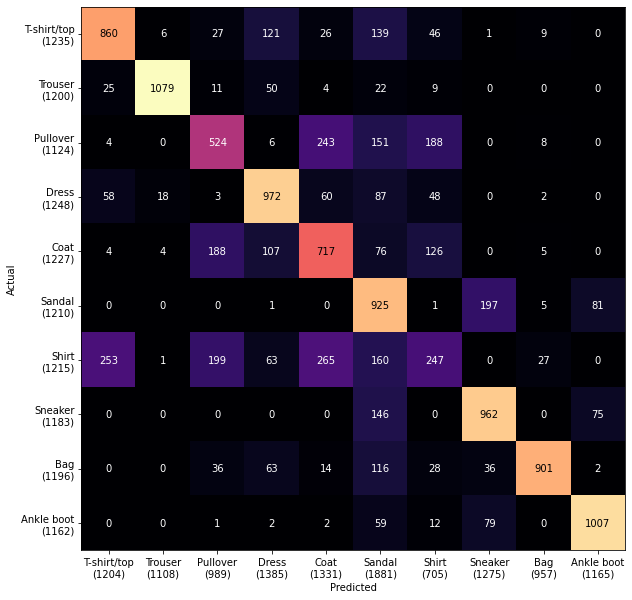 T-shirt/top
(1235)
860 6 27 121 26 139 46 1 9 0
Trouser
(1200)
25 1079 11 50 4 22 9 0 0 0
Pullover
(1124)
4 0 524 6 243 151 188 0 8 0
Dress
(1248)
58 18 3 972 60 87 48 0 2 0
Coat
(1227)
4 4 188 107 717 76 126 0 5 0
Actual
Sandal
(1210)
0 0 0 1 0 925 1 197 5 81
Shirt
(1215)
253 1 199 63 265 160 247 0 27 0
Sneaker
(1183)
0 0 0 0 0 146 0 962 0 75
Bag
(1196)
0 0 36 63 14 116 28 36 901 2
Ankle boot
(1162)
0 0 1 2 2 59 12 79 0 1007
T-shirt/top Trouser Pullover Dress Coat Sandal Shirt Sneaker Bag Ankle boot
(1204) (1108) (989) (1385) (1331) (1881) (705) (1275) (957) (1165)
Predicted